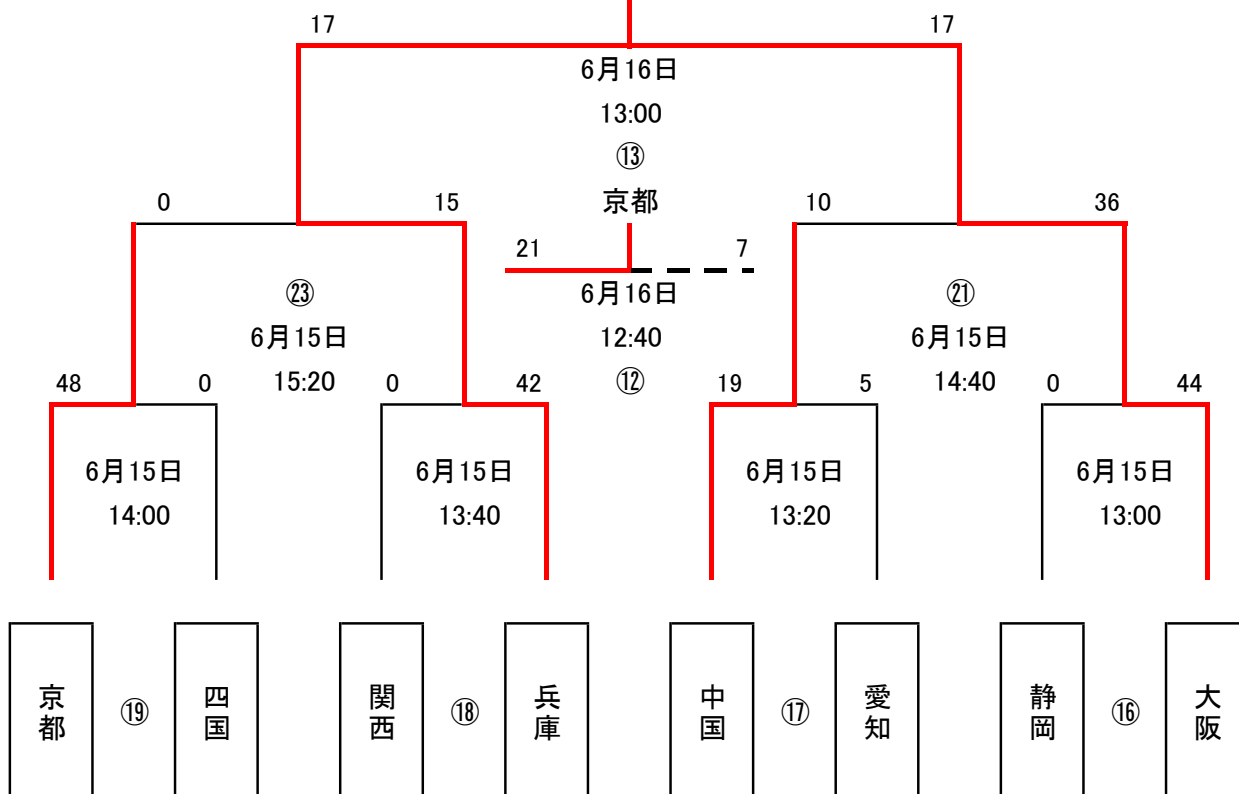 17 17
6月16日
13:00
⑬
0 15 京都 10 36
21 7
㉓ 6月16日 ㉑
6月15日 12:40 6月15日
48 0 15:20 0 42 ⑫ 19 5 14:40 0 44
6月15日 6月15日 6月15日 6月15日
14:00 13:40 13:20 13:00
京都 ⑲ 四国 関西 ⑱ 兵庫 中国 ⑰ 愛知 静岡 ⑯ 大阪